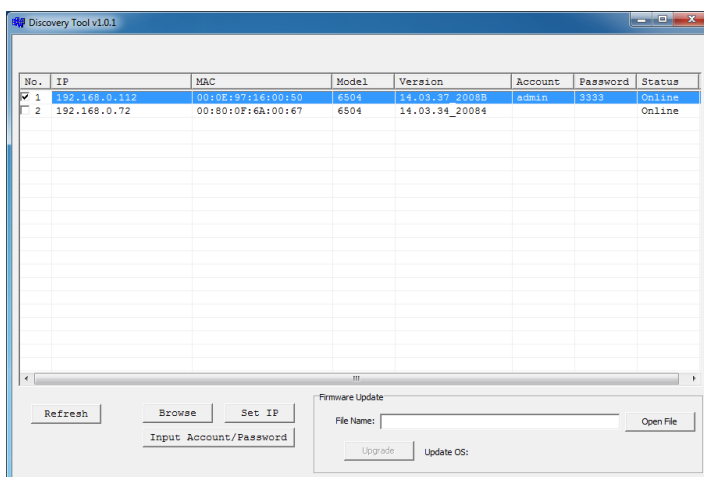 Discovery Tool v1.0.1
No. IP MAC Model Version Account Password Status
1 192.168.0.112 00:0E:97:16:00:50 6504 14.03.37_2008B admin 3333 Online
2 192.168.0.72 00:80:0F:6A:00:67 6504 14.03.34_20084 Online
Firmware Update
Refresh Browse Set IP File Name: Open File
Input Account/Password
Upgrade Update OS: